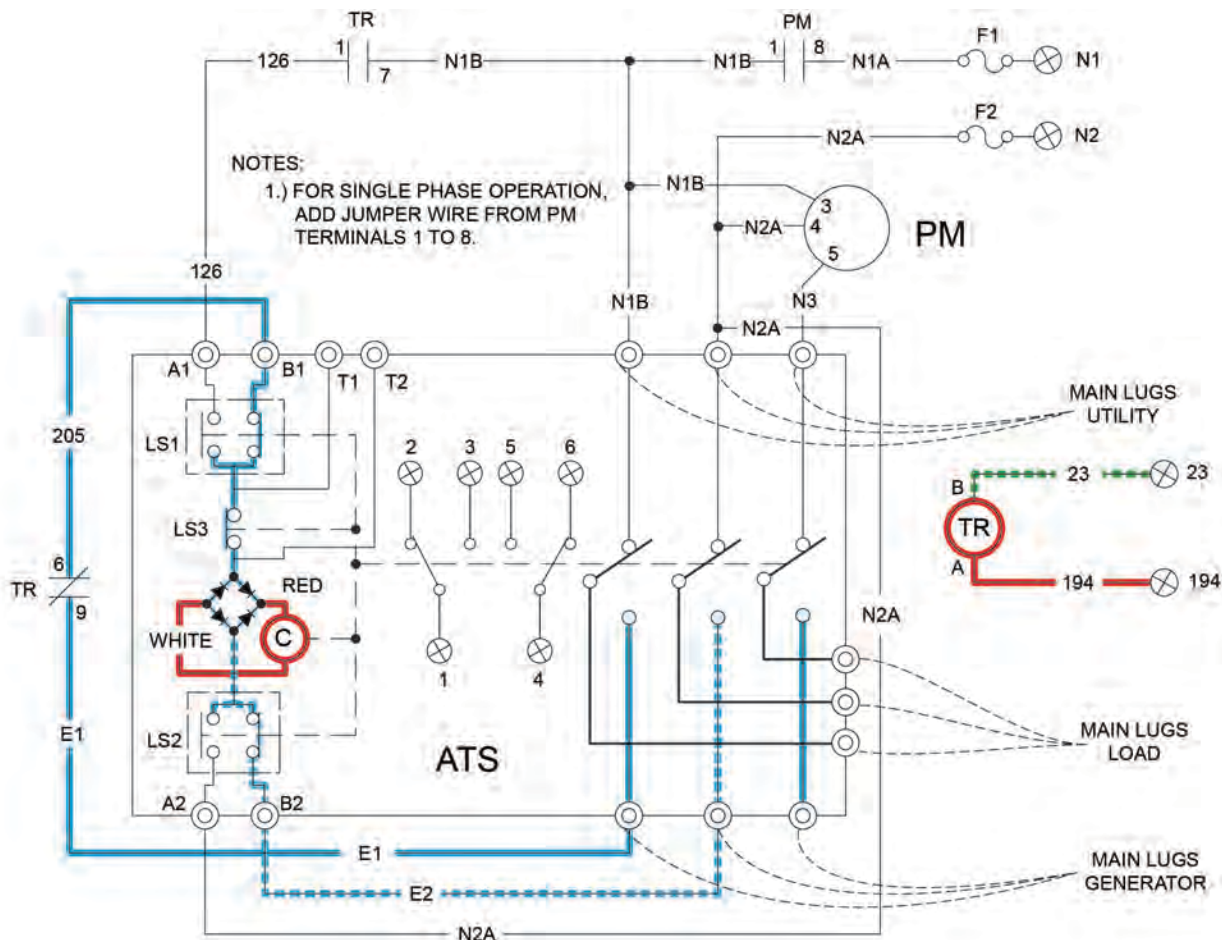 TR
PM
F1
126
1
7
N1B
N1B
1
8
N1A
N1
F2
N2A
N2
NOTES:
1.) FOR SINGLE PHASE OPERATION,
ADD JUMPER WIRE FROM PM
TERMINALS 1 TO 8.
N1B
3
N2A
4
5
PM
126
N1B
N3
N2A
A1
B1
T1
T2
MAIN LUGS
UTILITY
205
LS1
2
3
5
6
B
23
23
LS3
TR
6
TR
9
RED
A
194
194
WHITE
C
N2A
1
4
E1
LS2
ATS
MAIN LUGS
LOAD
A2
B2
E1
MAIN LUGS
GENERATOR
E2
N2A